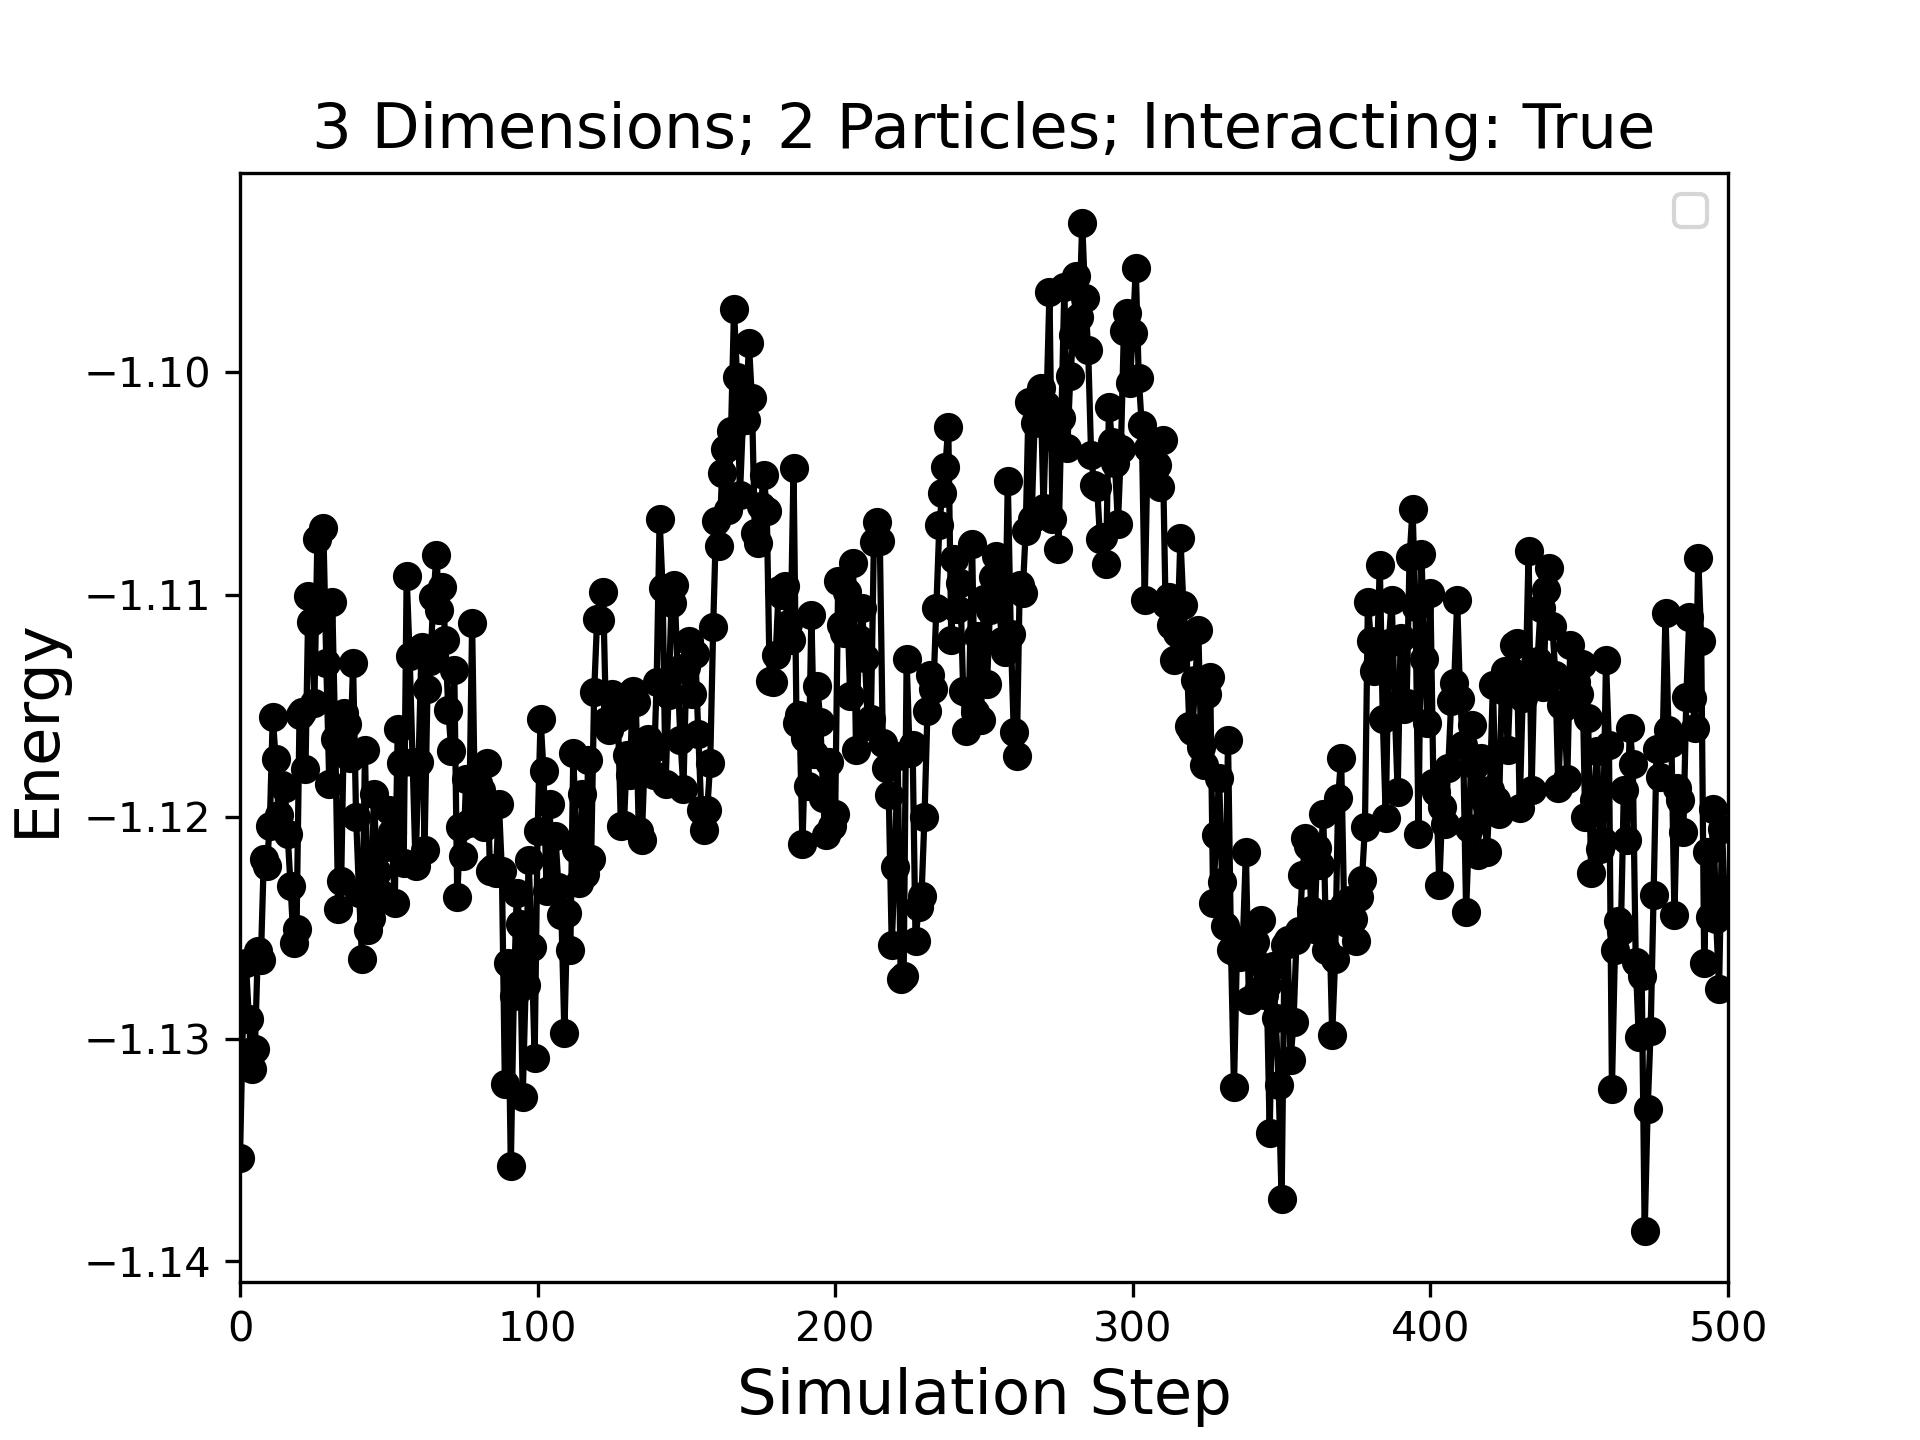 3 Dimensions; 2 Particles; Interacting: True
Energy
−1.10
−1.11
−1.12
−1.13
−1.14
0 100 200 300 400 500
Simulation Step